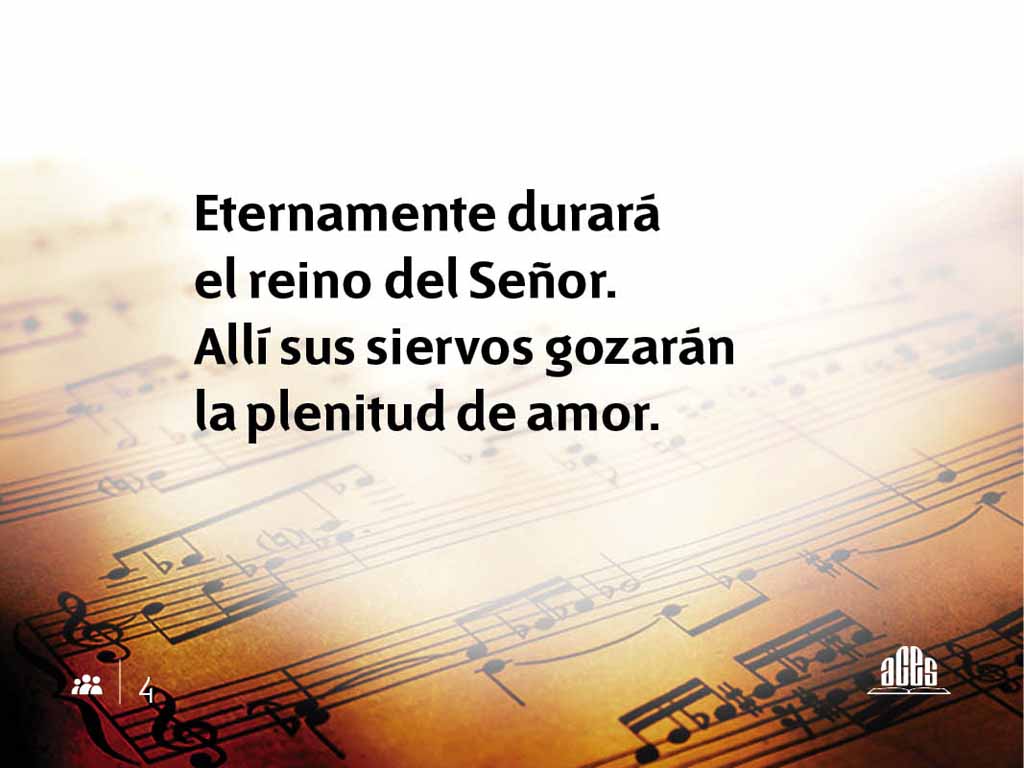 Eternamente durará
el reino del Señor.
Allí sus siervos gozarán
la plenitud de amor.
4
aces